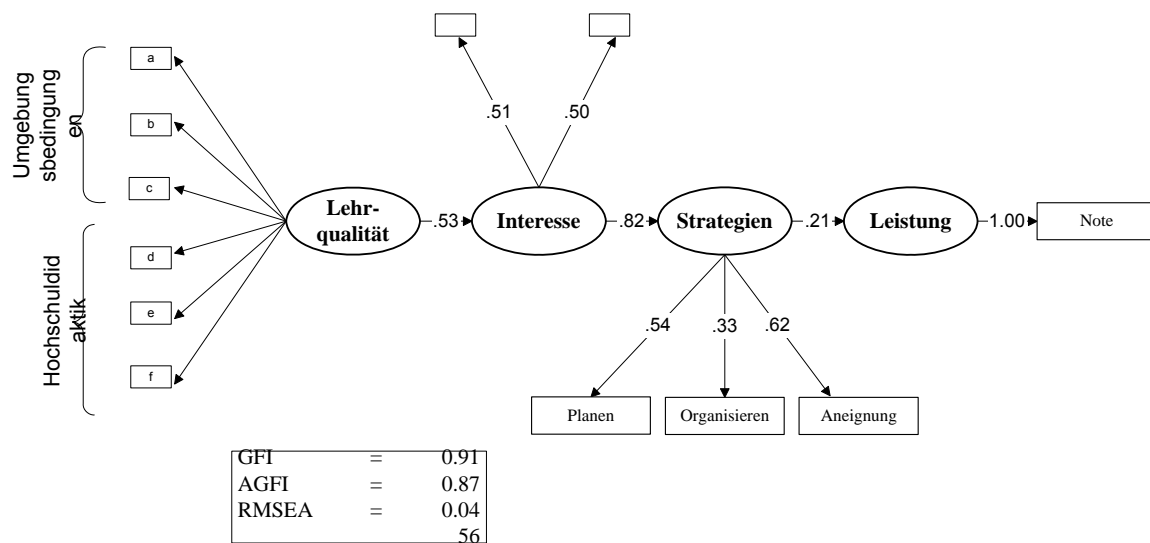 Umgebung
sbedingung
en
Hochschuldid
aktik
a
b
c
d
e
f
.51
.50
Lehr-
qualität
.53
Interesse
.82
Strategien
.21
Leistung
1.00
Note
.54
.33
.62
Planen
Organisieren
Aneignung
GFI = 0.91
AGFI = 0.87
RMSEA = 0.04
56